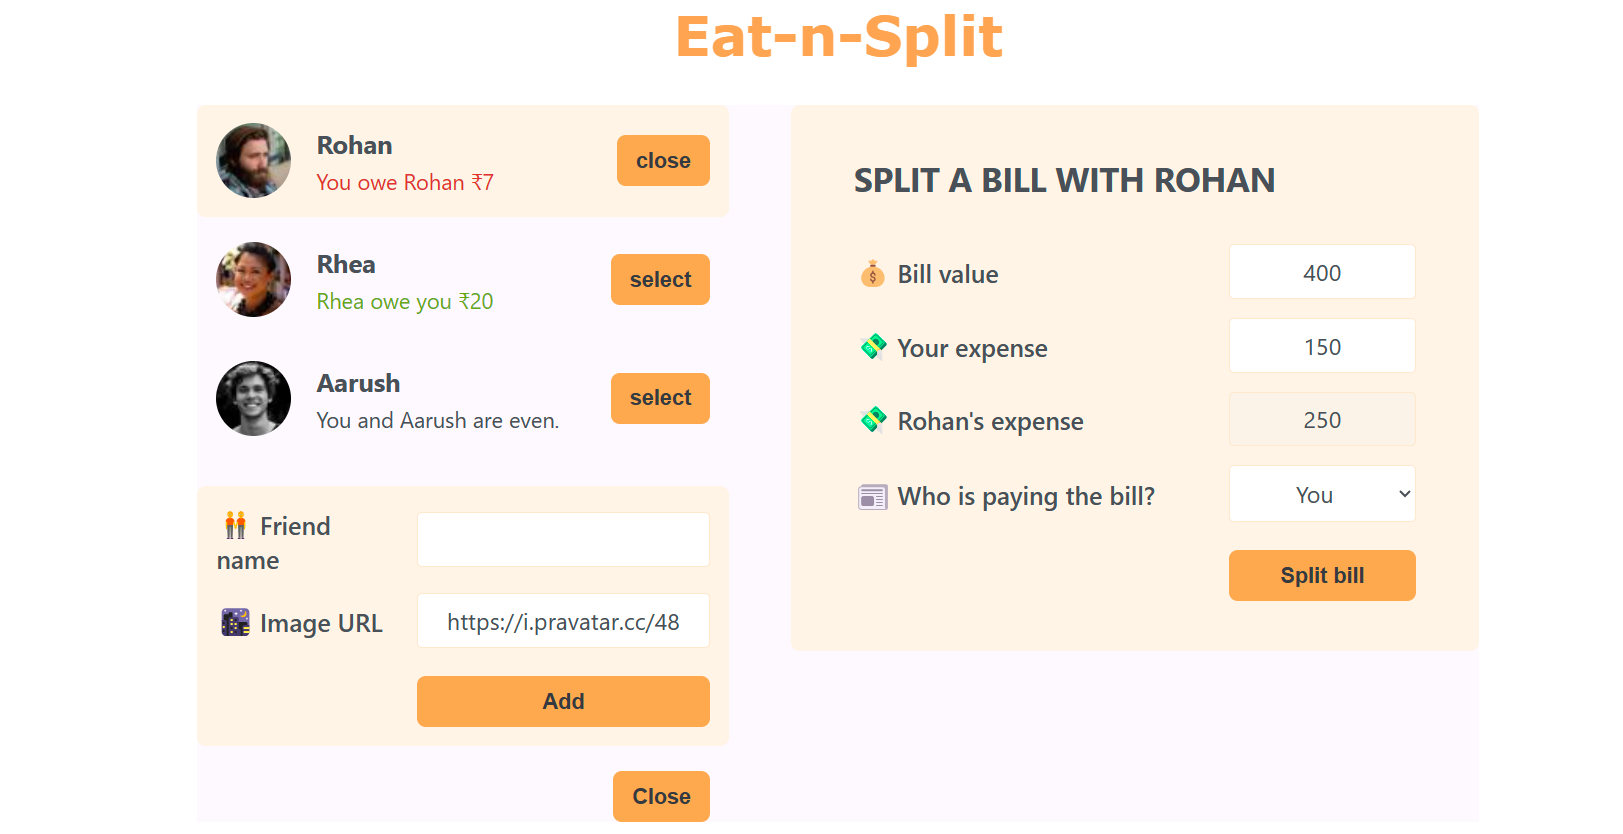 Eat-n-Split
Rohan
You owe Rohan ₹7
close
Rhea
Rhea owe you ₹20
select
Aarush
You and Aarush are even.
select
Friend
name
Image URL
https://i.pravatar.cc/48
Add
Close
SPLIT A BILL WITH ROHAN
Bill value
400
Your expense
150
Rohan's expense
250
Who is paying the bill?
You
Split bill